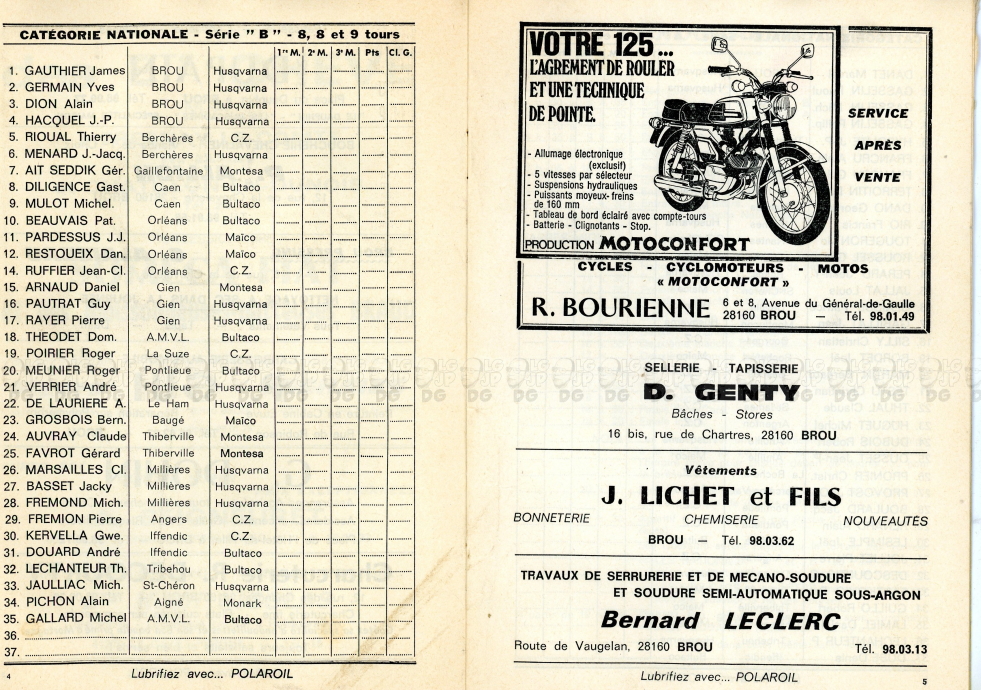 CATÉGORIE NATIONALE - Série " B " - 8, 8 et 9 tours
1re M. 2e M. 3e M. Pts Cl. G.
1. GAUTHIER James BROU Husqvarna
2. GERMAIN Yves BROU Husqvarna
3. DION Alain BROU Husqvarna
4. HACQUEL J.-P. BROU Husqvarna
5. RIOUAL Thierry Berchères C.Z.
6. MENARD J.-Jacq. Berchères Husqvarna
7. AIT SEDDIK Gér. Gaillefontaine Montesa
8. DILIGENCE Gast. Caen Bultaco
9. MULOT Michel. Caen Bultaco
10. BEAUVAIS Pat. Orléans Bultaco
11. PARDESSUS J.J. Orléans Maïco
12. RESTOUEIX Dan. Orléans Maïco
14. RUFFIER Jean-Cl. Orléans C.Z.
15. ARNAUD Daniel Gien Montesa
16. PAUTRAT Guy Gien Husqvarna
17. RAYER Pierre Gien Husqvarna
18. THEODET Dom. A.M.V.L. Bultaco
19. POIRIER Roger La Suze C.Z.
20. MEUNIER Roger Pontlieue Bultaco
21. VERRIER André Pontlieue Husqvarna
22. DE LAURIERE A. Le Ham Husqvarna
23. GROSBOIS Bern. Baugé Maïco
24. AUVRAY Claude Thiberville Montesa
25. FAVROT Gérard Thiberville Montesa
26. MARSAILLES Cl. Millières Husqvarna
27. BASSET Jacky Millières Husqvarna
28. FREMOND Mich. Millières Husqvarna
29. FREMION Pierre Angers C.Z.
30. KERVELLA Gwe. Iffendic C.Z.
31. DOUARD André Iffendic Bultaco
32. LECHANTEUR Th. Tribehou Bultaco
33. JAULLIAC Mich. St-Chéron Husqvarna
34. PICHON Alain Aigné Monark
35. GALLARD Michel A.M.V.L. Bultaco
36.
37.
4 Lubrifiez avec... POLAROIL
VOTRE 125...
L'AGREMENT DE ROULER
ET UNE TECHNIQUE
DE POINTE.
- Allumage électronique
(exclusif)
- 5 vitesses par sélecteur
- Suspensions hydrauliques
- Puissants moyeux-freins
de 160 mm
- Tableau de bord éclairé avec compte-tours
- Batterie - Clignotants - Stop.
PRODUCTION MOTOCONFORT
SERVICE
APRÈS
VENTE
CYCLES - CYCLOMOTEURS - MOTOS
« MOTOCONFORT »
R. BOURIENNE 6 et 8, Avenue du Général-de-Gaulle
28160 BROU — Tél. 98.01.49
SELLERIE - TAPISSERIE
D. GENTY
Bâches - Stores
16 bis, rue de Chartres, 28160 BROU
Vêtements
J. LICHET et FILS
BONNETERIE CHEMISERIE NOUVEAUTÉS
BROU — Tél. 98.03.62
TRAVAUX DE SERRURERIE ET DE MECANO-SOUDURE
ET SOUDURE SEMI-AUTOMATIQUE SOUS-ARGON
Bernard LECLERC
Route de Vaugelan, 28160 BROU Tél. 98.03.13
Lubrifiez avec... POLAROIL 5